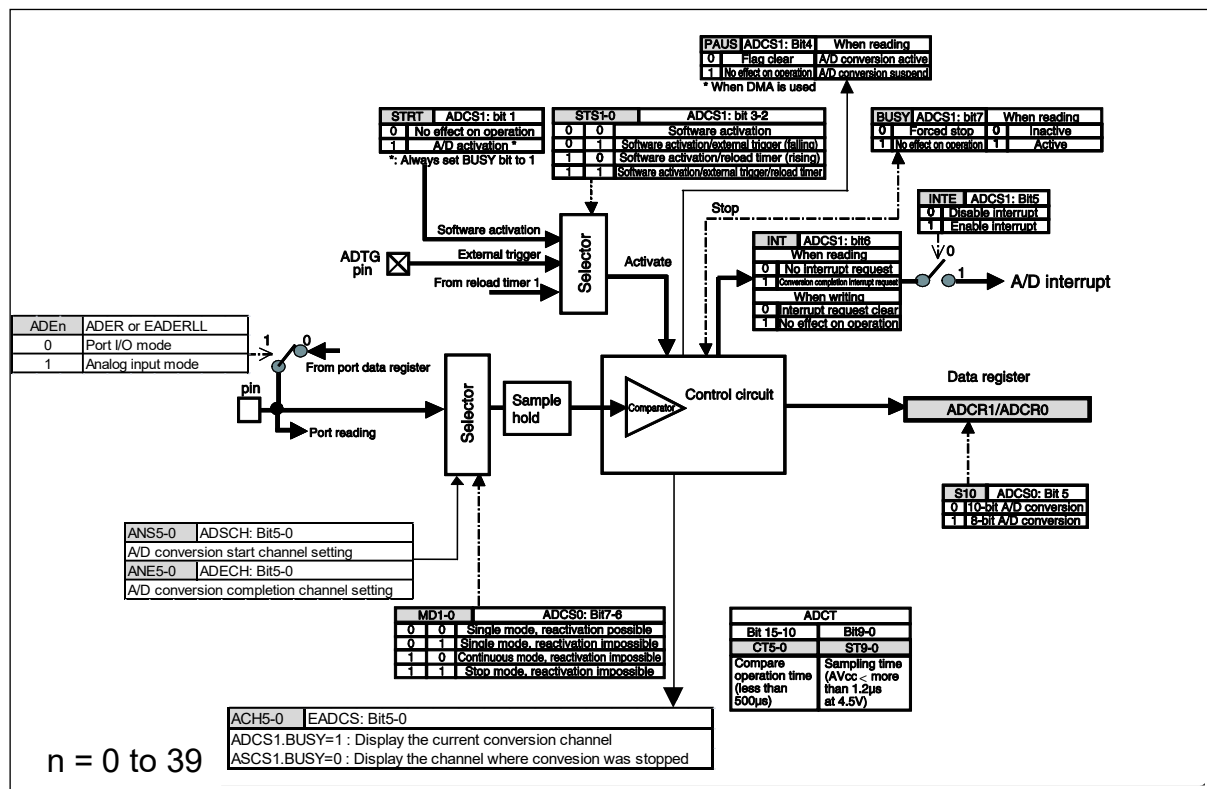 PAUS ADCS1: Bit4 When reading
0 Flag clear A/D conversion active
1 No effect on operation A/D conversion suspend
* When DMA is used
STRT ADCS1: bit 1
0 No effect on operation
1 A/D activation *
*: Always set BUSY bit to 1
STS1-0 ADCS1: bit 3-2
0 0 Software activation
0 1 Software activation/external trigger (falling)
1 0 Software activation/reload timer (rising)
1 1 Software activation/external trigger/reload timer
BUSY ADCS1: bit7 When reading
0 Forced stop 0 Inactive
1 No effect on operation 1 Active
Stop
INTE ADCS1: Bit5
0 Disable interrupt
1 Enable interrupt
Software activation
ADTG
pin
External trigger
From reload timer 1
Selector
Activate
INT ADCS1: bit6
When reading
0 No Interrupt request
1 Conversion completion Interrupt request
When writing
0 Interrupt request clear
1 No effect on operation
0
1
A/D interrupt
ADEn ADER or EADERLL
0 Port I/O mode
1 Analog input mode
1
0
From port data register
pin
Port reading
Selector
Sample
hold
Comparator
Control circuit
Data register
ADCR1/ADCR0
S10 ADCS0: Bit 5
0 10-bit A/D conversion
1 8-bit A/D conversion
ANS5-0 ADSCH: Bit5-0
A/D conversion start channel setting
ANE5-0 ADECH: Bit5-0
A/D conversion completion channel setting
MD1-0 ADCS0: Bit7-6
0 0 Single mode, reactivation possible
0 1 Single mode, reactivation impossible
1 0 Continuous mode, reactivation impossible
1 1 Stop mode, reactivation impossible
ADCT
Bit 15-10 Bit9-0
CT5-0 ST9-0
Compare
operation time
(less than
500μs)
Sampling time
(AVcc < more
than 1.2μs
at 4.5V)
ACH5-0 EADCS: Bit5-0
ADCS1.BUSY=1 : Display the current conversion channel
ASCS1.BUSY=0 : Display the channel where convesion was stopped
n = 0 to 39